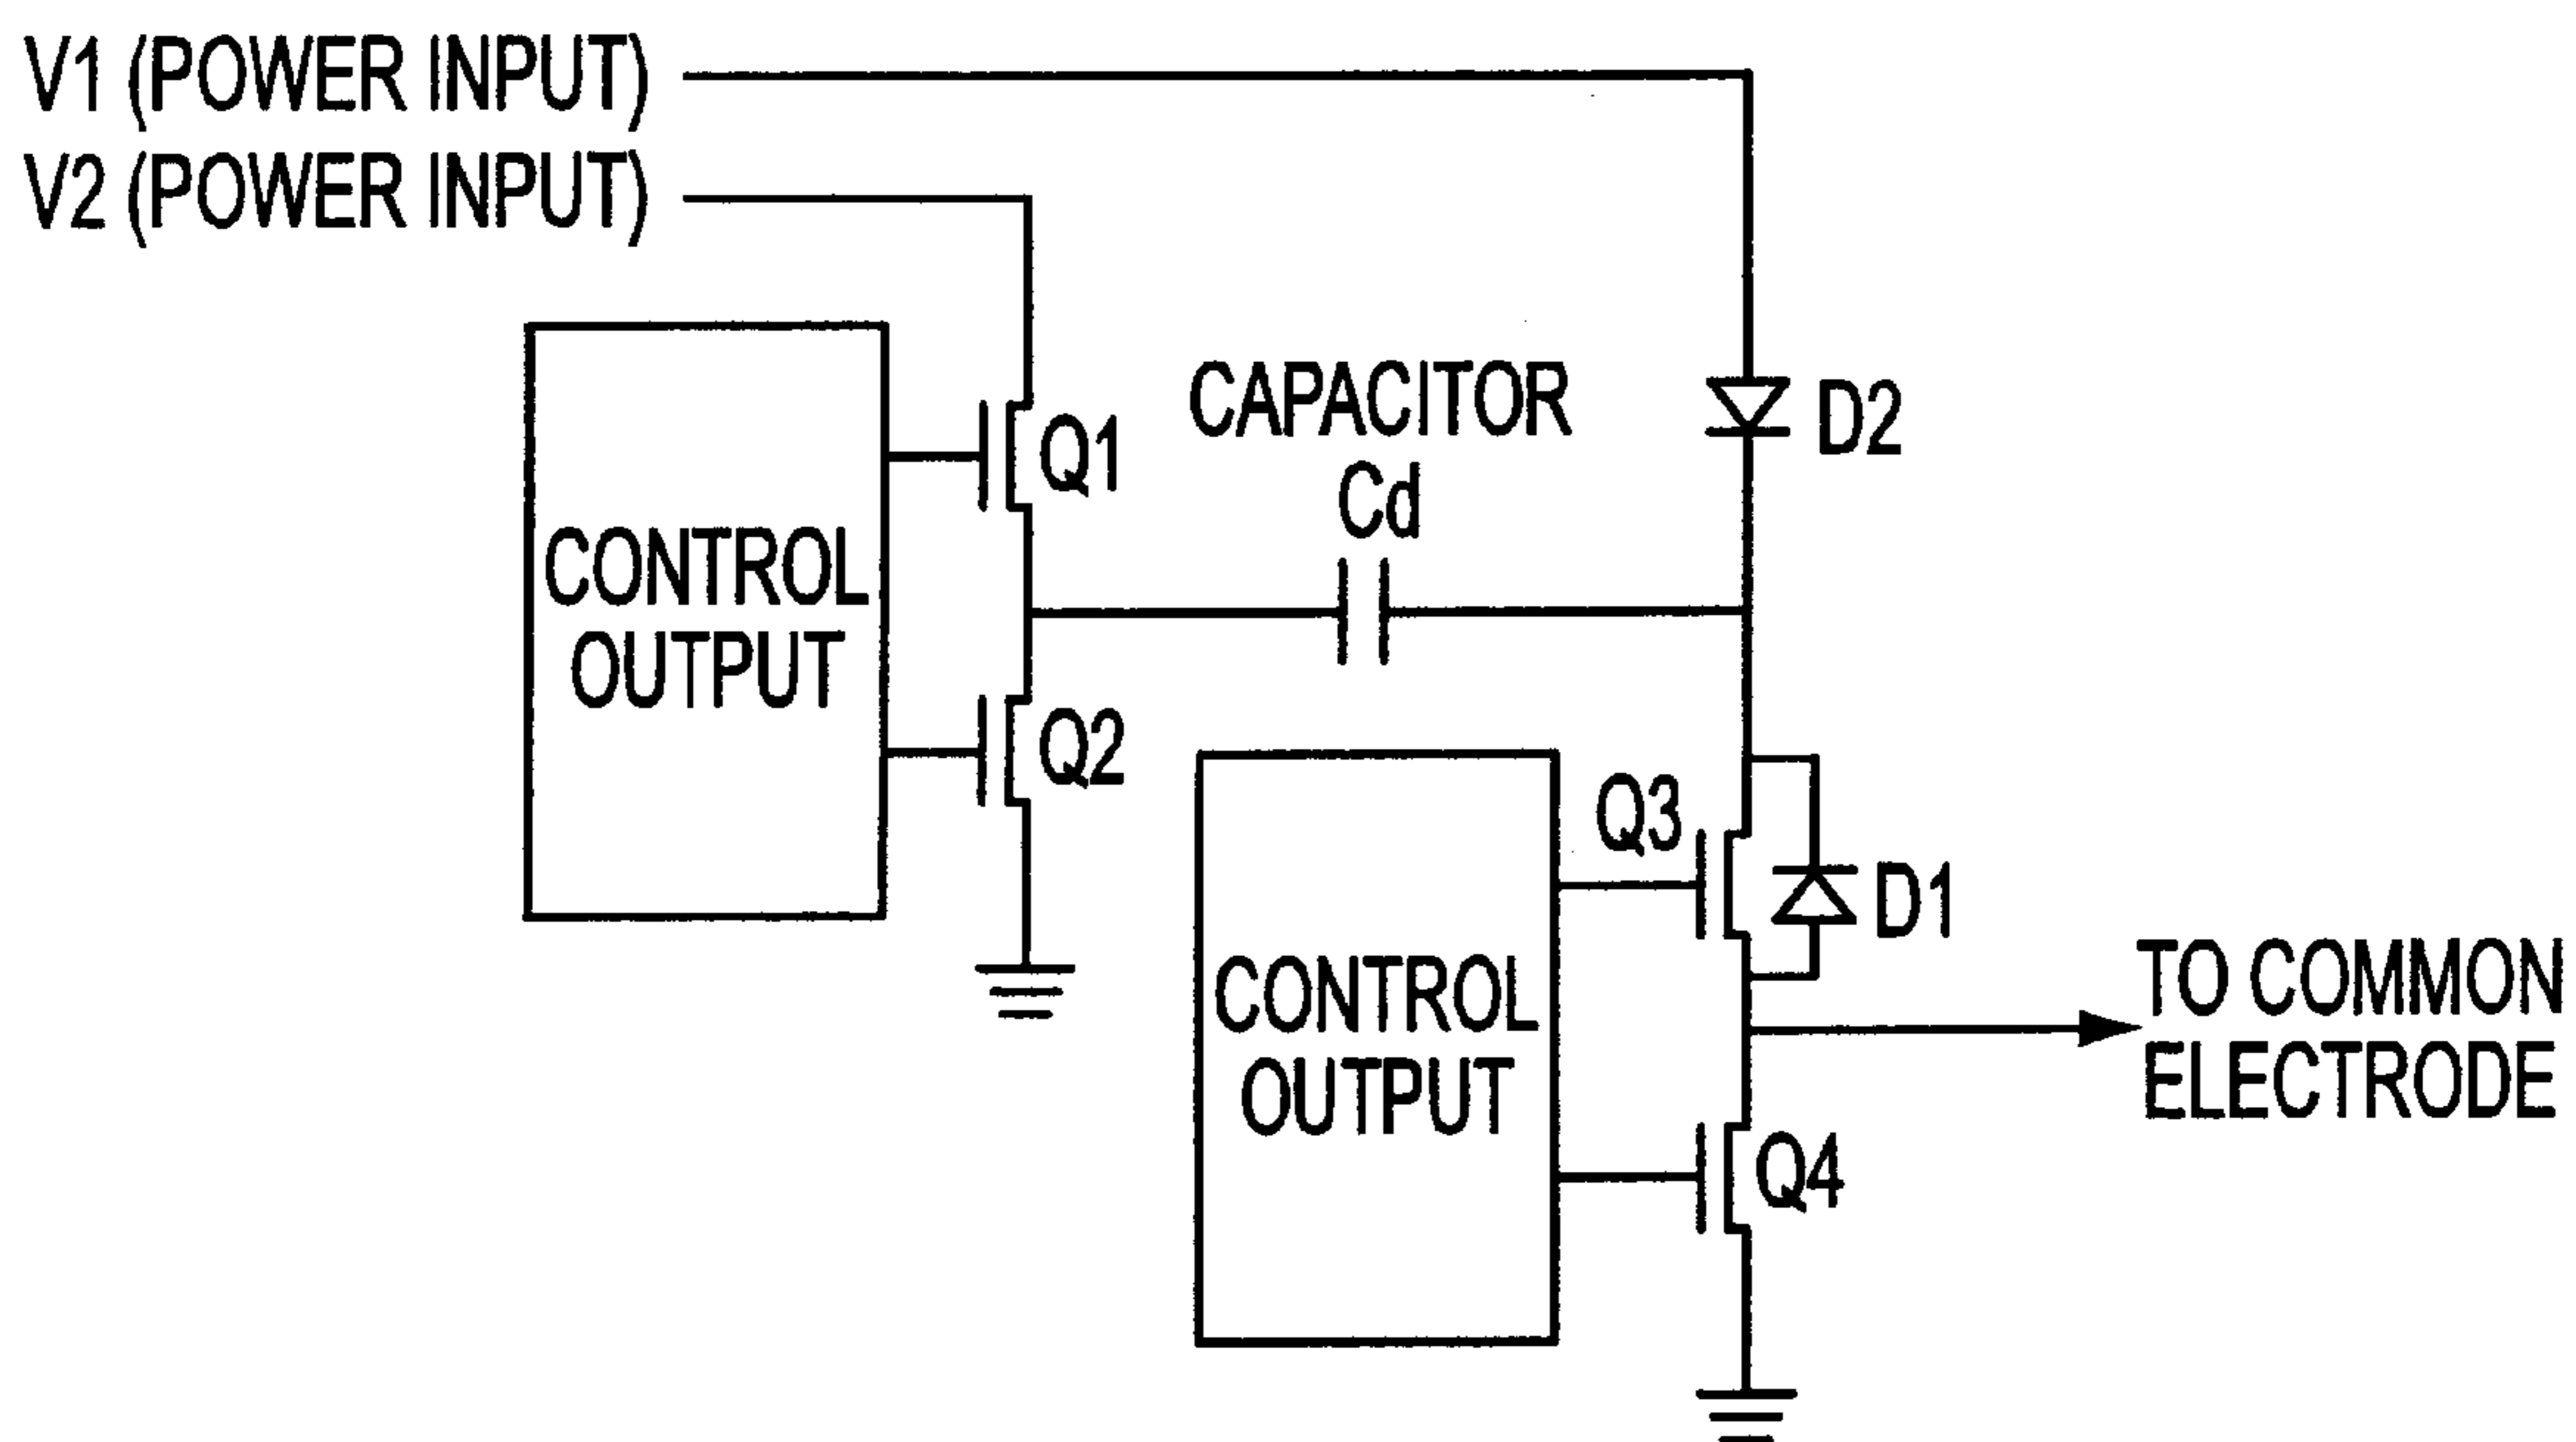 V1 (POWER INPUT)
V2 (POWER INPUT)
CONTROL
OUTPUT
Q1
Q2
CAPACITOR
Cd
D2
CONTROL
OUTPUT
Q3
D1
Q4
TO COMMON
ELECTRODE